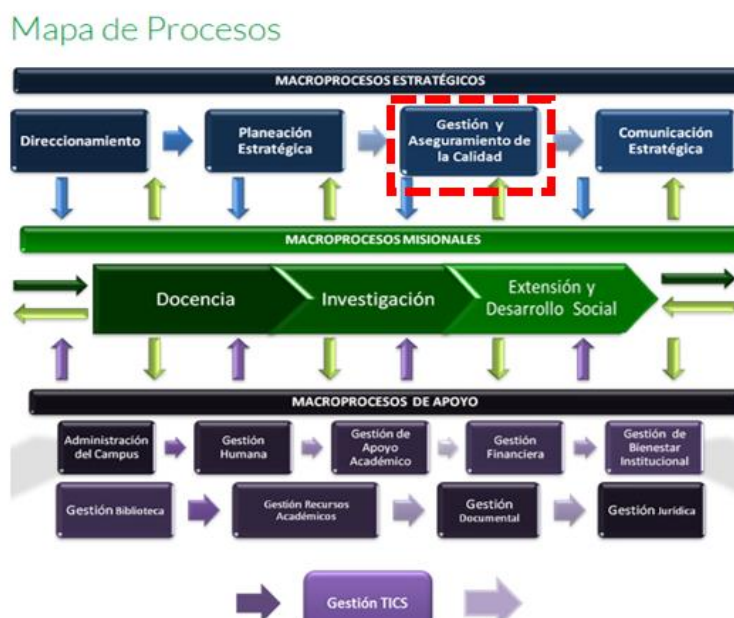 Mapa de Procesos
MACROPROCESOS ESTRATÉGICOS
Direccionamiento
Planeación
Estratégica
Gestión y
Aseguramiento de
la Calidad
Comunicación
Estratégica
MACROPROCESOS MISIONALES
Docencia
Investigación
Extensión y
Desarrollo Social
MACROPROCESOS DE APOYO
Administración
del Campus
Gestión
Humana
Gestión de
Apoyo
Académico
Gestión
Financiera
Gestión de
Bienestar
Institucional
Gestión Biblioteca
Gestión Recursos
Académicos
Gestión
Documental
Gestión Jurídica
Gestión TICS